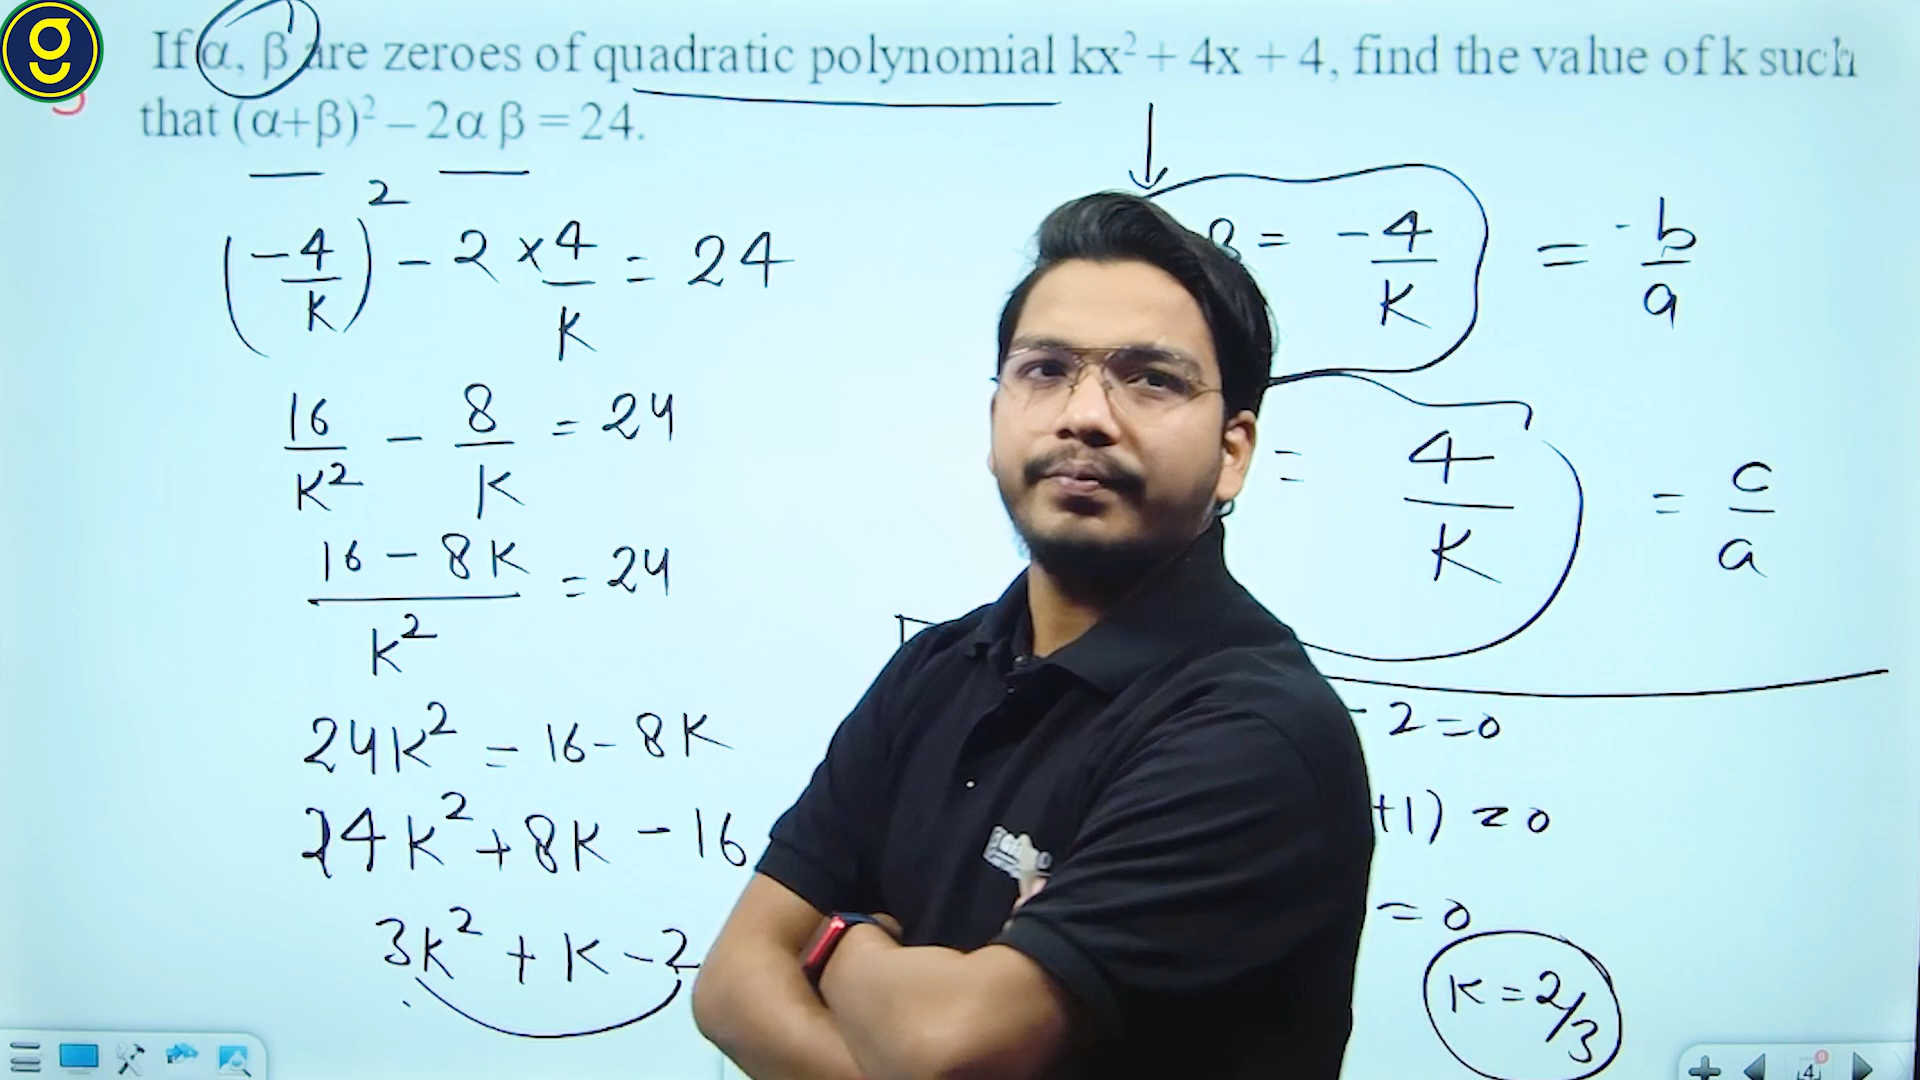 If α, β are zeroes of quadratic polynomial kx² + 4x + 4, find the value of k such
that (α+β)² – 2α β = 24.
(-4/K)² - 2 × 4/K = 24
16/K² - 8/K = 24
16 - 8K / K² = 24
24K² = 16 - 8K
24K² + 8K - 16
3K² + K - 2
β = -4/K = -b/a
= 4/K = c/a
- 2 = 0
+1) = 0
= 0
K = 2/3
4